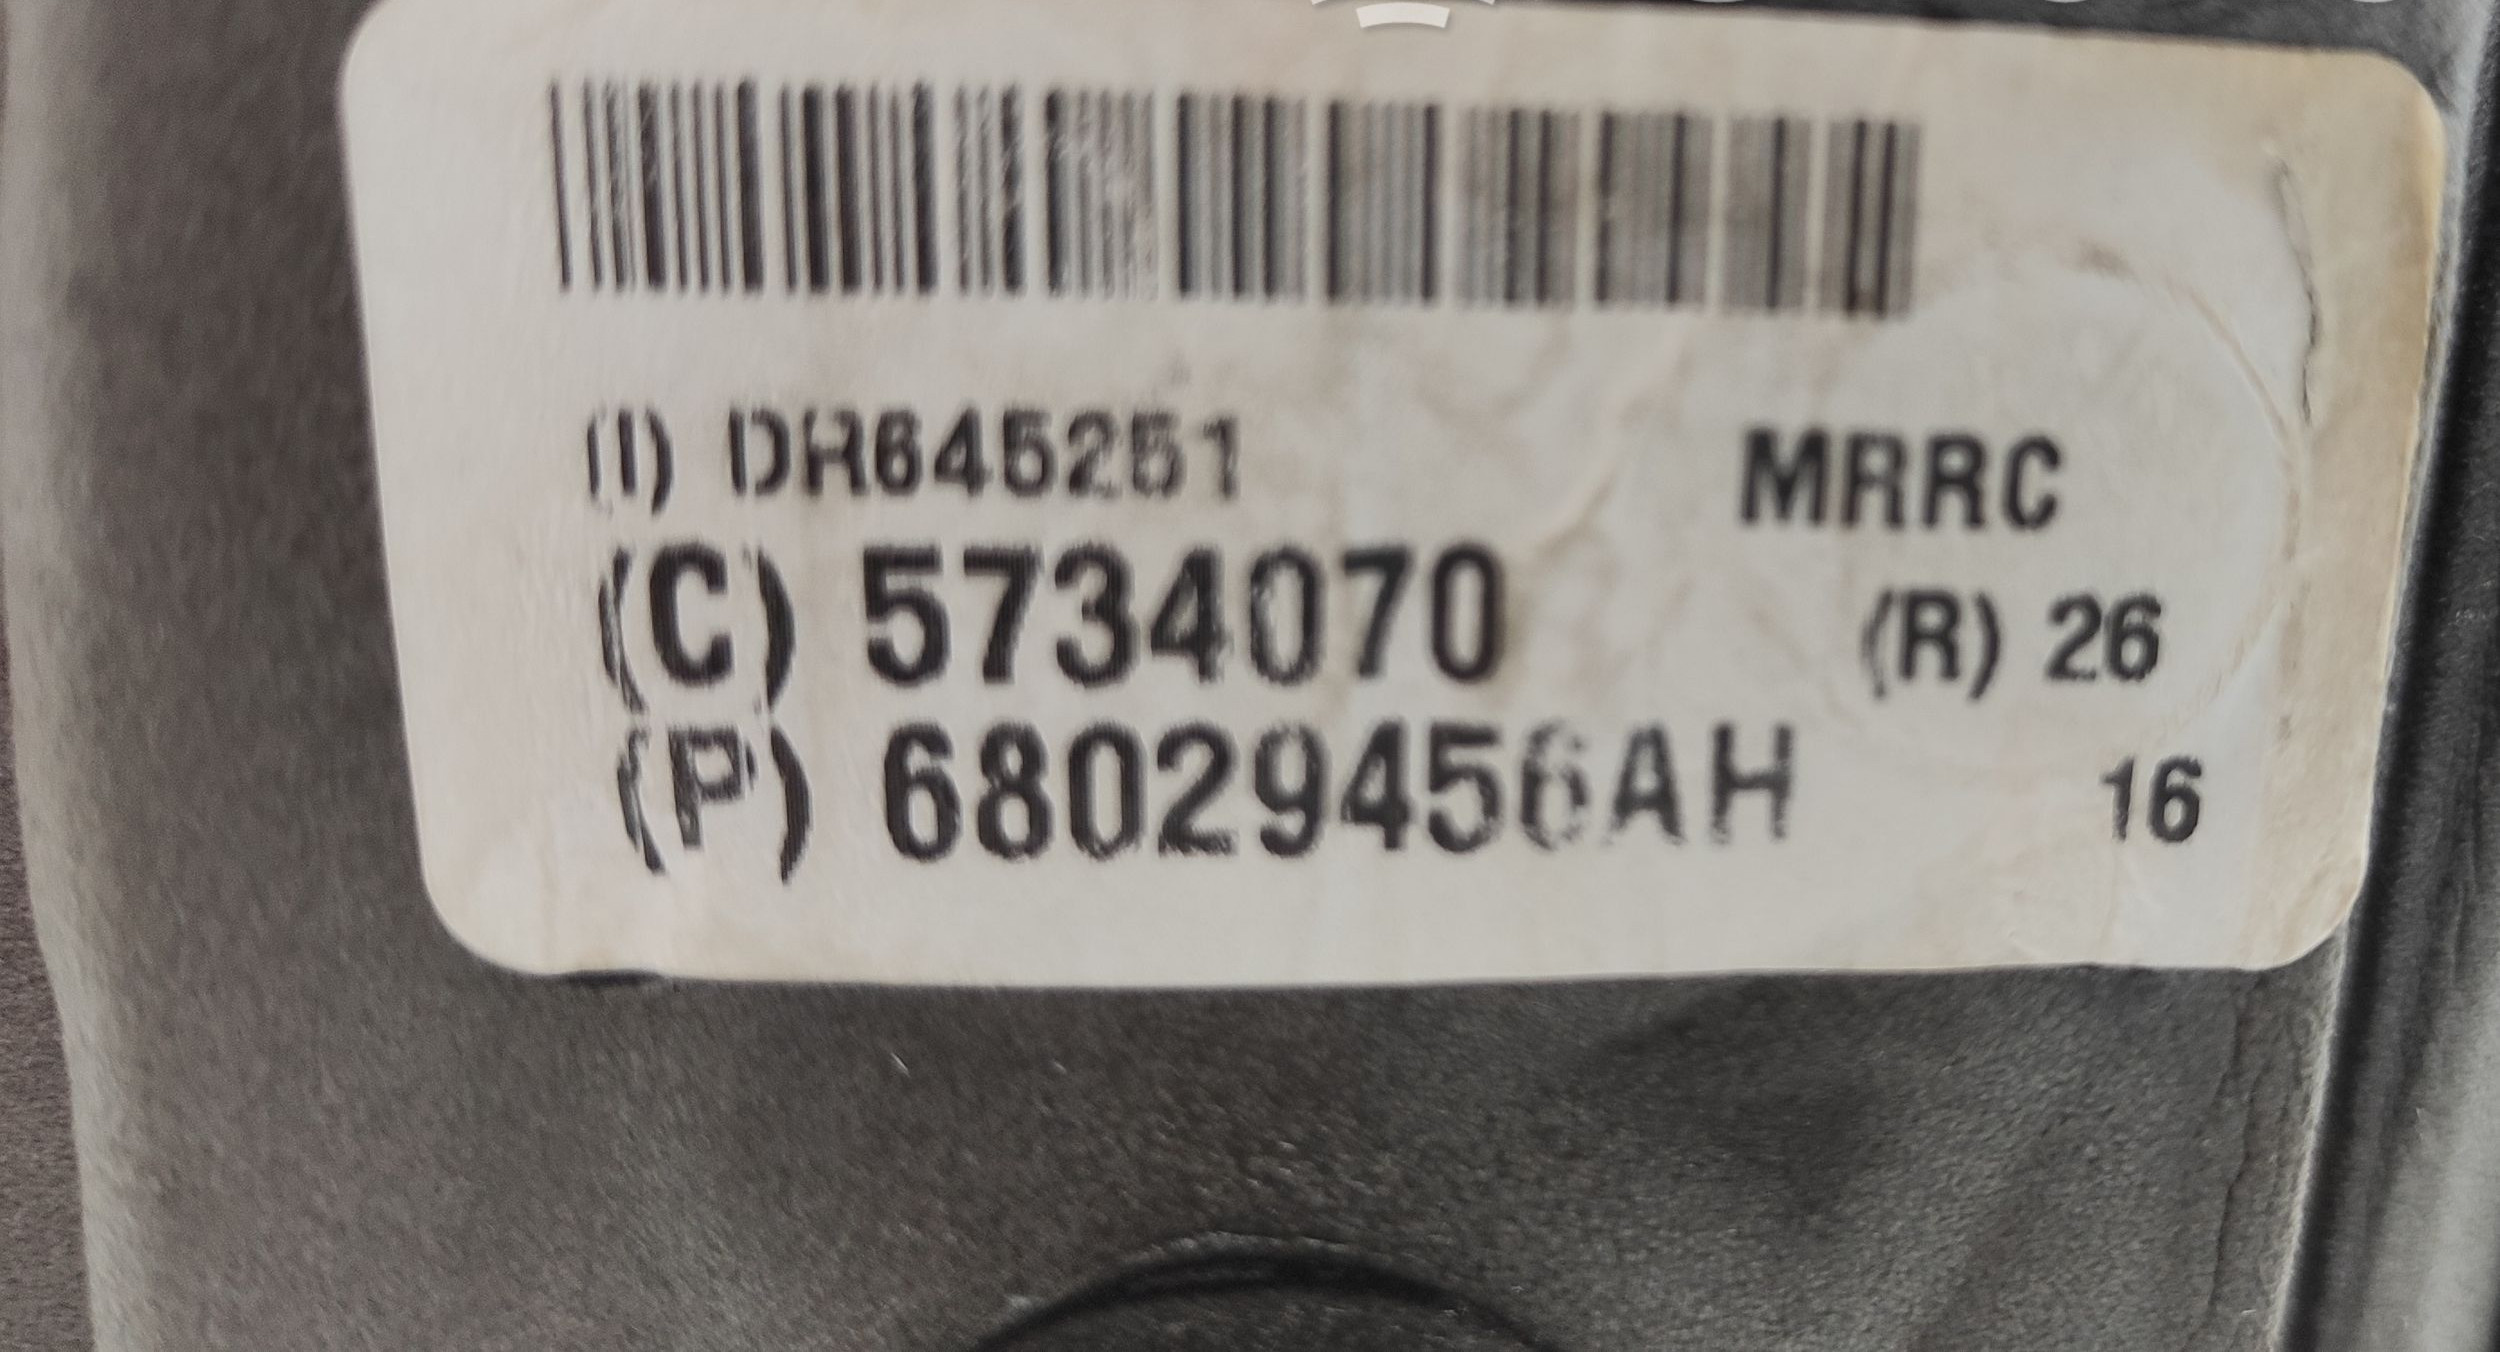 (I) DR645251 MRRC
(C) 5734070 (R) 26
(P) 68029456AH 16